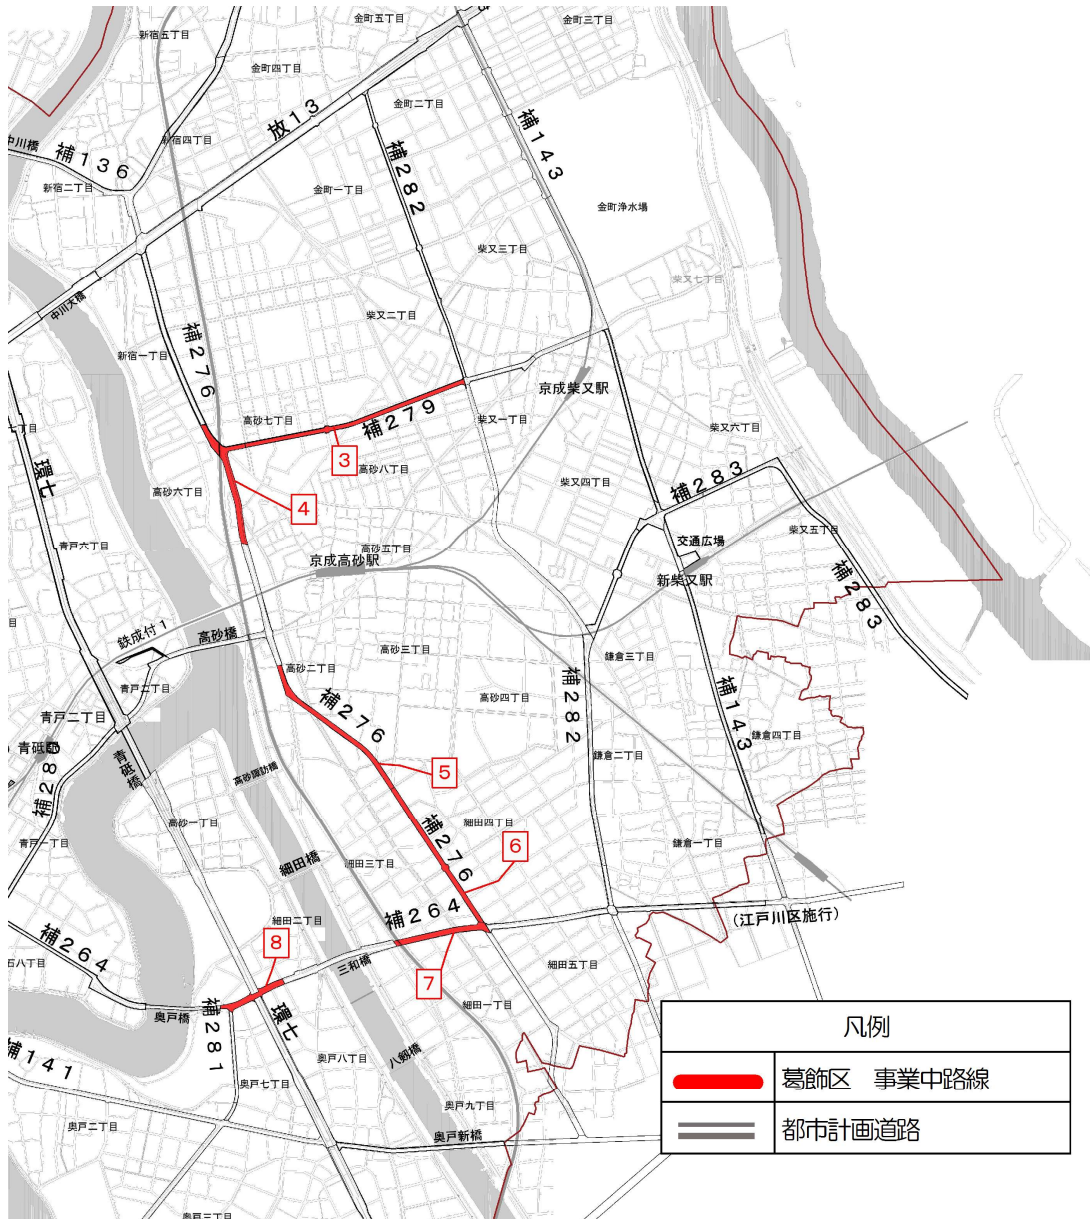 金町五丁目
金町三丁目
新宿五丁目
金町四丁目
金町二丁目
放13
補143
新宿四丁目
中川橋
補136
補282
新宿二丁目
金町一丁目
金町浄水場
柴又三丁目
柴又七丁目
中川大橋
柴又二丁目
補276
新宿一丁目
京成柴又駅
高砂七丁目
補279
柴又一丁目
柴又六丁目
3
環七
高砂八丁目
補283
柴又四丁目
高砂六丁目
4
柴又五丁目
青戸六丁目
高砂五丁目
交通広場
京成高砂駅
新柴又駅
補283
鉄成付1
高砂橋
高砂三丁目
鎌倉三丁目
高砂二丁目
青戸二丁目
高砂四丁目
補282
補143
青戸二丁目
補276
鎌倉四丁目
青砥橋
鎌倉二丁目
高砂諏訪橋
5
高砂一丁目
細田四丁目
青戸一丁目
補276
6
鎌倉一丁目
細田橋
細田三丁目
補264
細田二丁目
(江戸川区施行)
補264
8
三和橋
7
細田五丁目
奥戸橋
補281
環七
細田一丁目
補141
奥戸八丁目
八剱橋
奥戸七丁目
奥戸九丁目
奥戸二丁目
奥戸新橋
奥戸三丁目
凡例
葛飾区　事業中路線
都市計画道路